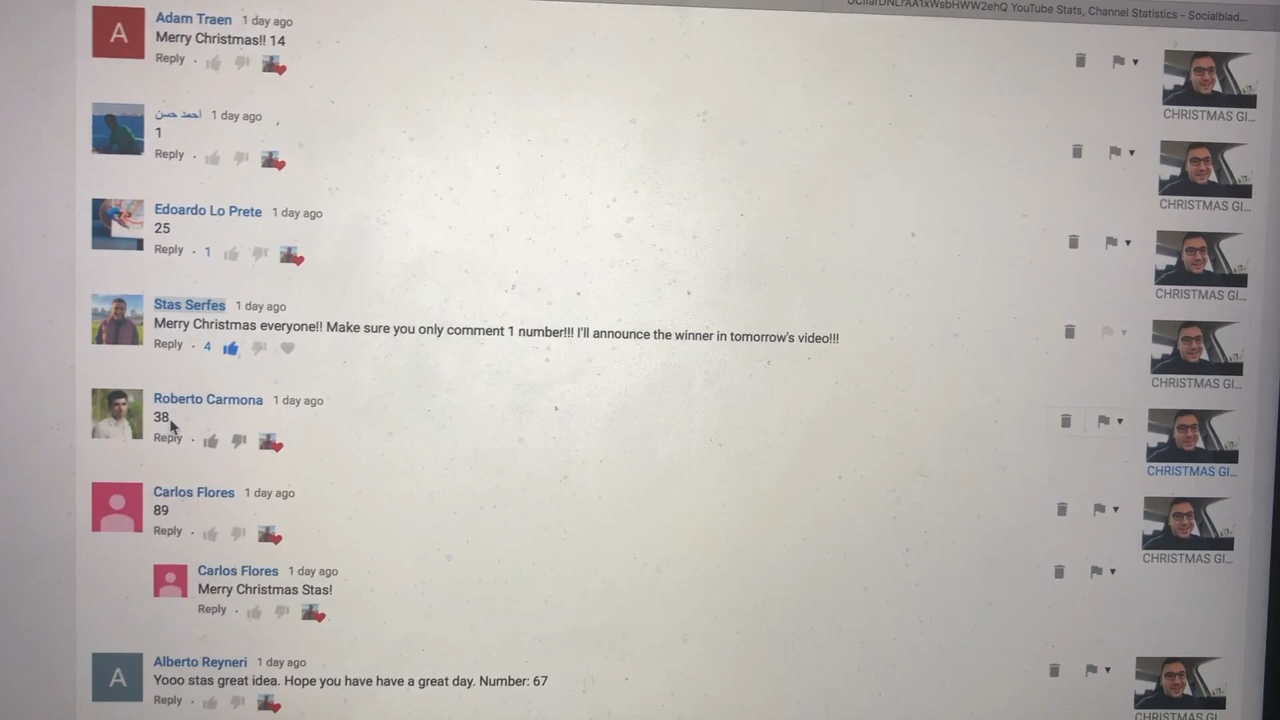 UCIIarDNLrAA1xWsbHWW2ehQ YouTube Stats, Channel Statistics - Socialblad...
A
Adam Traen 1 day ago
Merry Christmas!! 14
Reply
CHRISTMAS GI...
احمد حسن 1 day ago
1
Reply
CHRISTMAS GI...
Edoardo Lo Prete 1 day ago
25
Reply · 1
CHRISTMAS GI...
Stas Serfes 1 day ago
Merry Christmas everyone!! Make sure you only comment 1 number!!! I'll announce the winner in tomorrow's video!!!
Reply · 4
CHRISTMAS GI...
Roberto Carmona 1 day ago
38
Reply
CHRISTMAS GI...
Carlos Flores 1 day ago
89
Reply
CHRISTMAS GI...
Carlos Flores 1 day ago
Merry Christmas Stas!
Reply
A
Alberto Reyneri 1 day ago
Yooo stas great idea. Hope you have have a great day. Number: 67
Reply
CHRISTMAS GI...